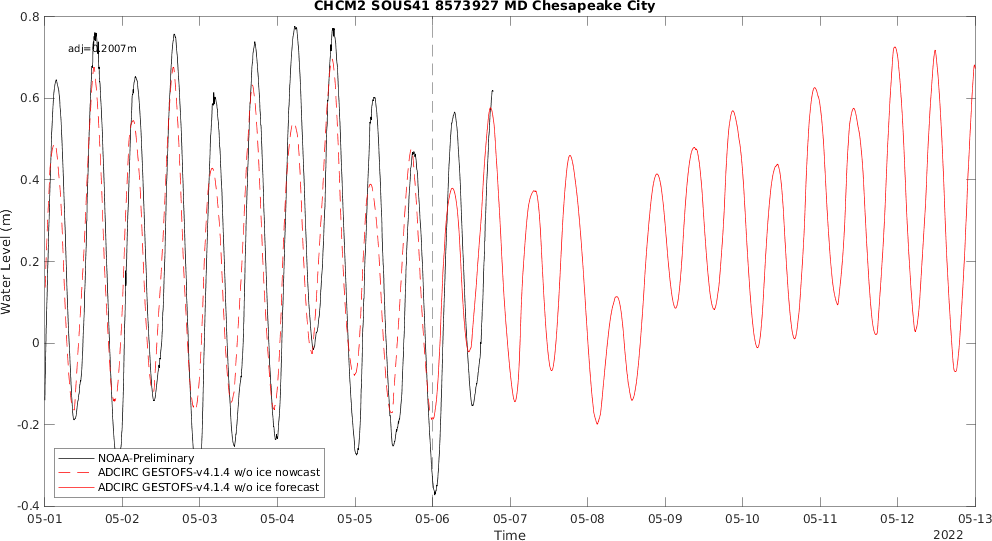 CHCM2 SOUS41 8573927 MD Chesapeake City
0.8
adj=0.2007m
0.6
0.4
0.2
0
-0.2
-0.4
Water Level (m)
NOAA-Preliminary
ADCIRC GESTOFS-v4.1.4 w/o ice nowcast
ADCIRC GESTOFS-v4.1.4 w/o ice forecast
05-01 05-02 05-03 05-04 05-05 05-06 05-07 05-08 05-09 05-10 05-11 05-12 05-13
Time
2022